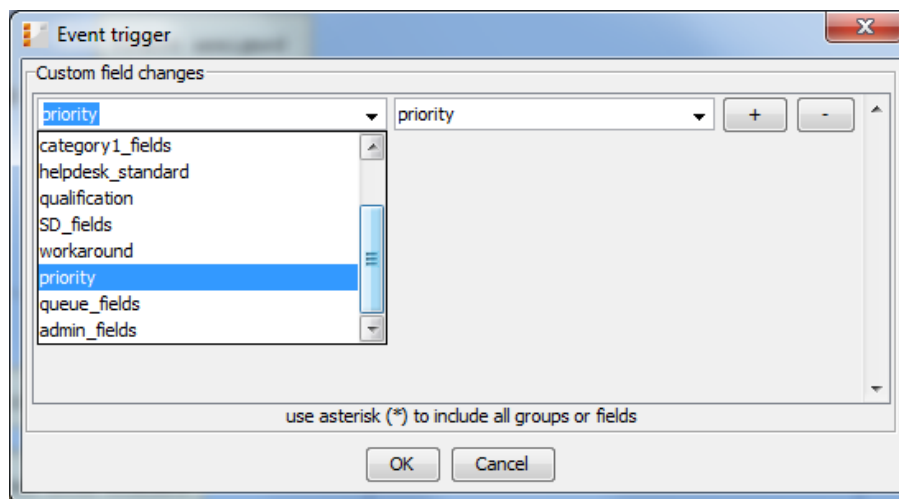 Event trigger
Custom field changes
priority priority + -
category1_fields
helpdesk_standard
qualification
SD_fields
workaround
priority
queue_fields
admin_fields
use asterisk (*) to include all groups or fields
OK Cancel